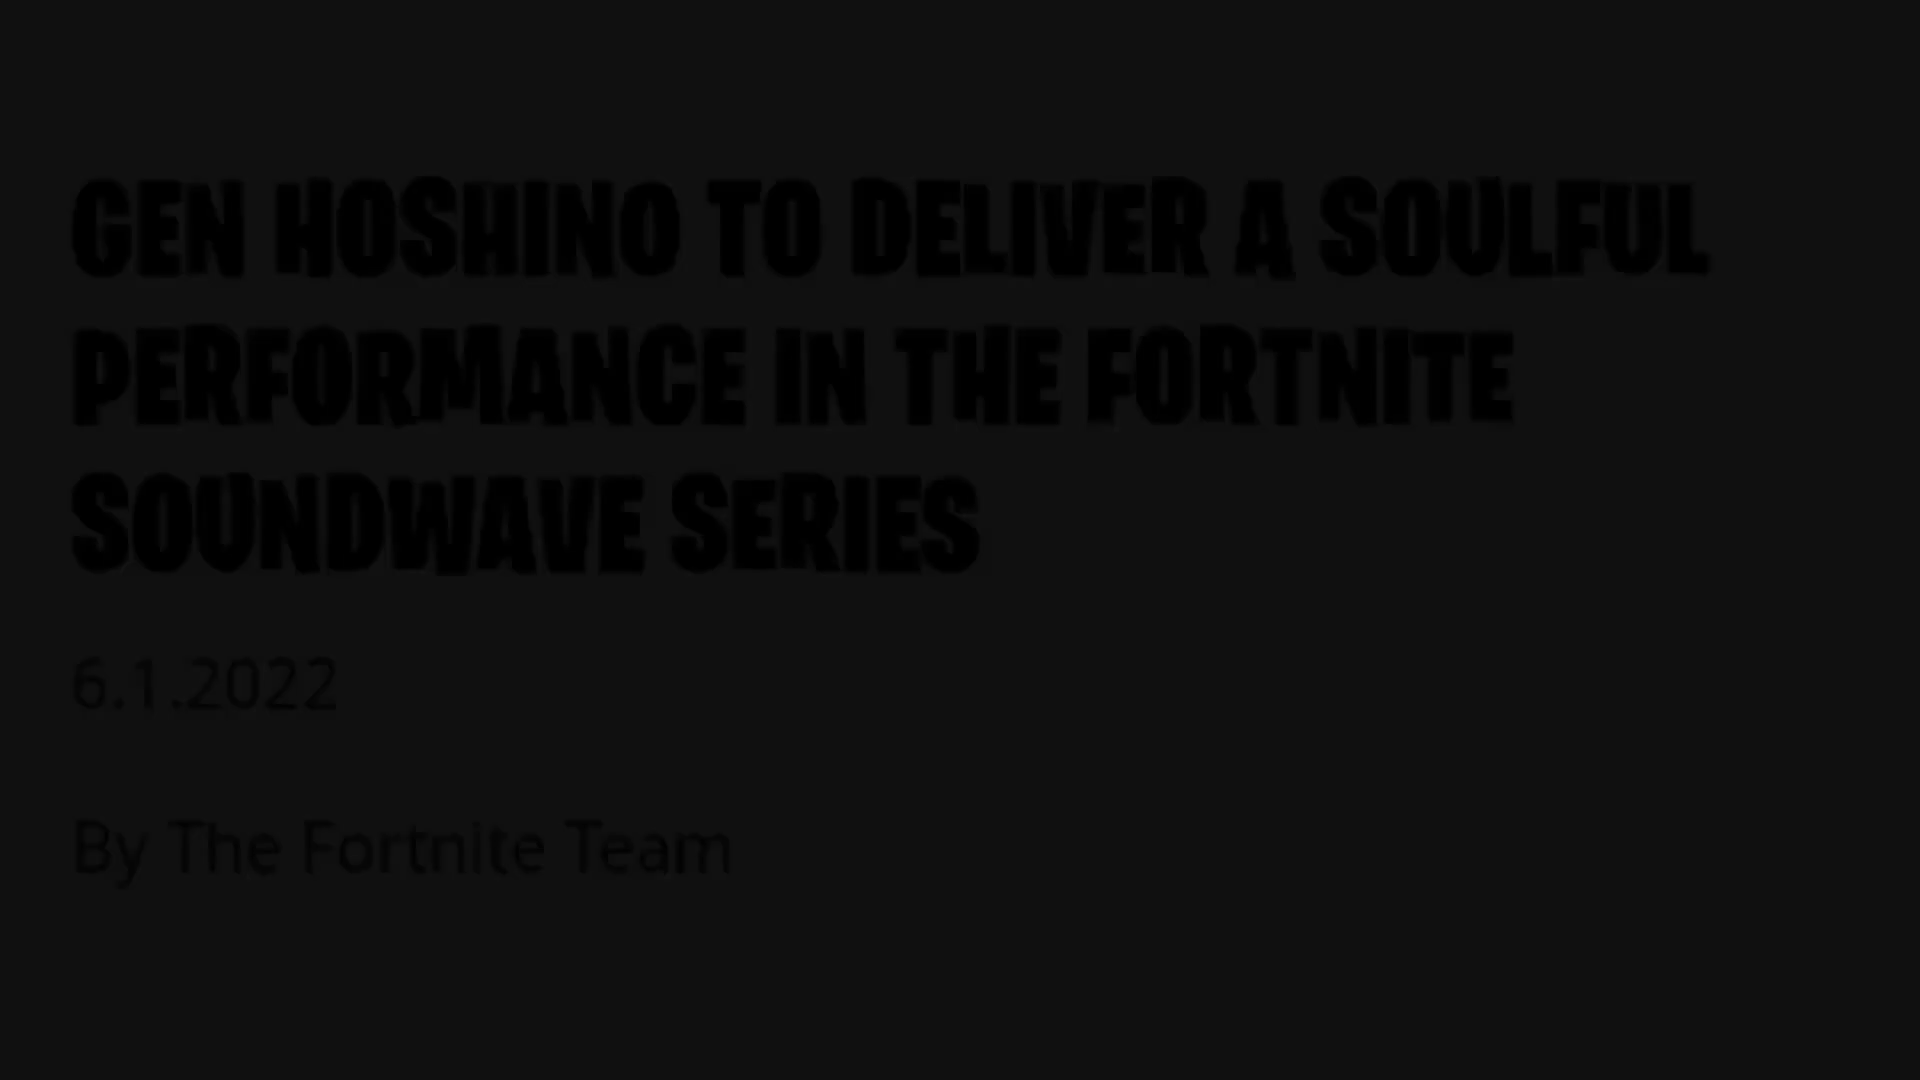 GEN HOSHINO TO DELIVER A SOULFUL
PERFORMANCE IN THE FORTNITE
SOUNDWAVE SERIES
6.1.2022
By The Fortnite Team